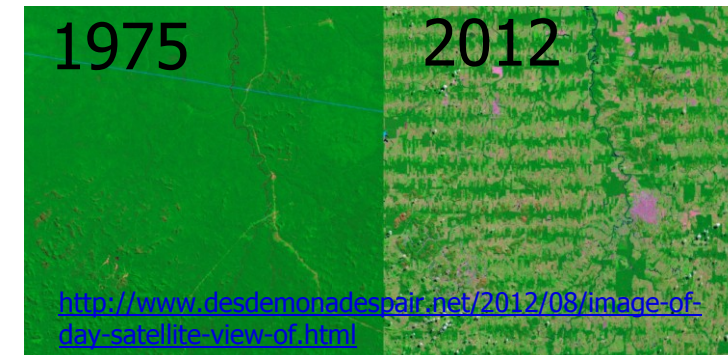 1975
2012
http://www.desdemonadespair.net/2012/08/image-of-
day-satellite-view-of.html